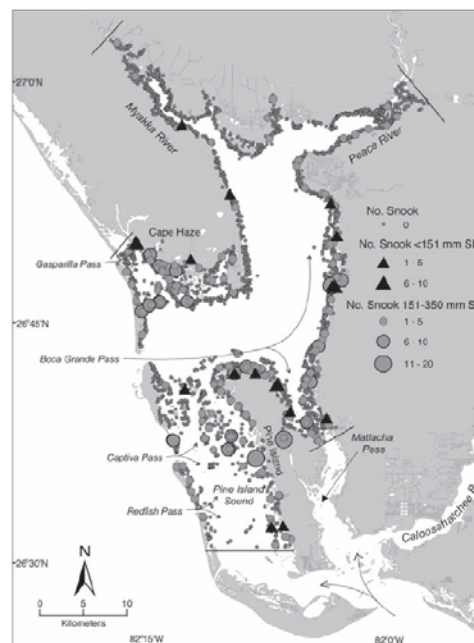 27°0'N
Myakka River
Peace River
No. Snook
0
Cape Haze
No. Snook <151 mm Sl
1 - 5
Gasparilla Pass
6 - 10
No. Snook 151-350 mm S
1 - 5
26°45'N
6 - 10
Boca Grande Pass
11 - 20
Pine Island
Matlacha
Pass
Captiva Pass
Pine Island
Sound
Redfish Pass
Caloosahatchee R
N
26°30'N
0 5 10
Kilometers
82°15'W
82°0'W